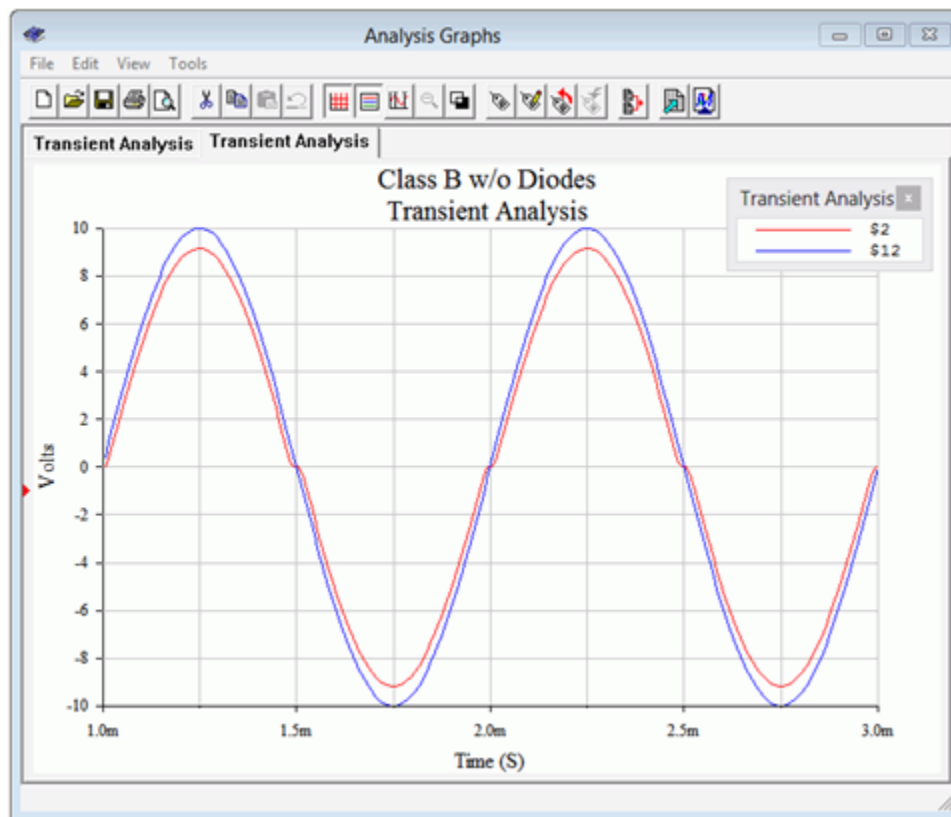 Analysis Graphs
File Edit View Tools
Transient Analysis Transient Analysis
Class B w/o Diodes
Transient Analysis
Transient Analysis x
$2
$12
10
8
6
4
2
0
-2
-4
-6
-8
-10
Volts
1.0m 1.5m 2.0m 2.5m 3.0m
Time (S)